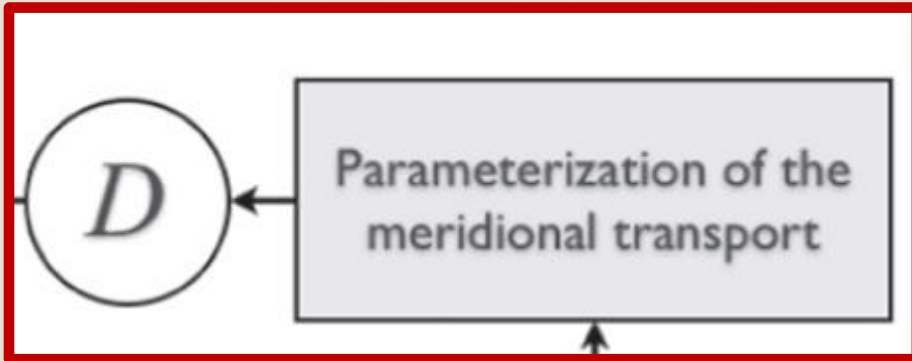 D
Parameterization of the
meridional transport